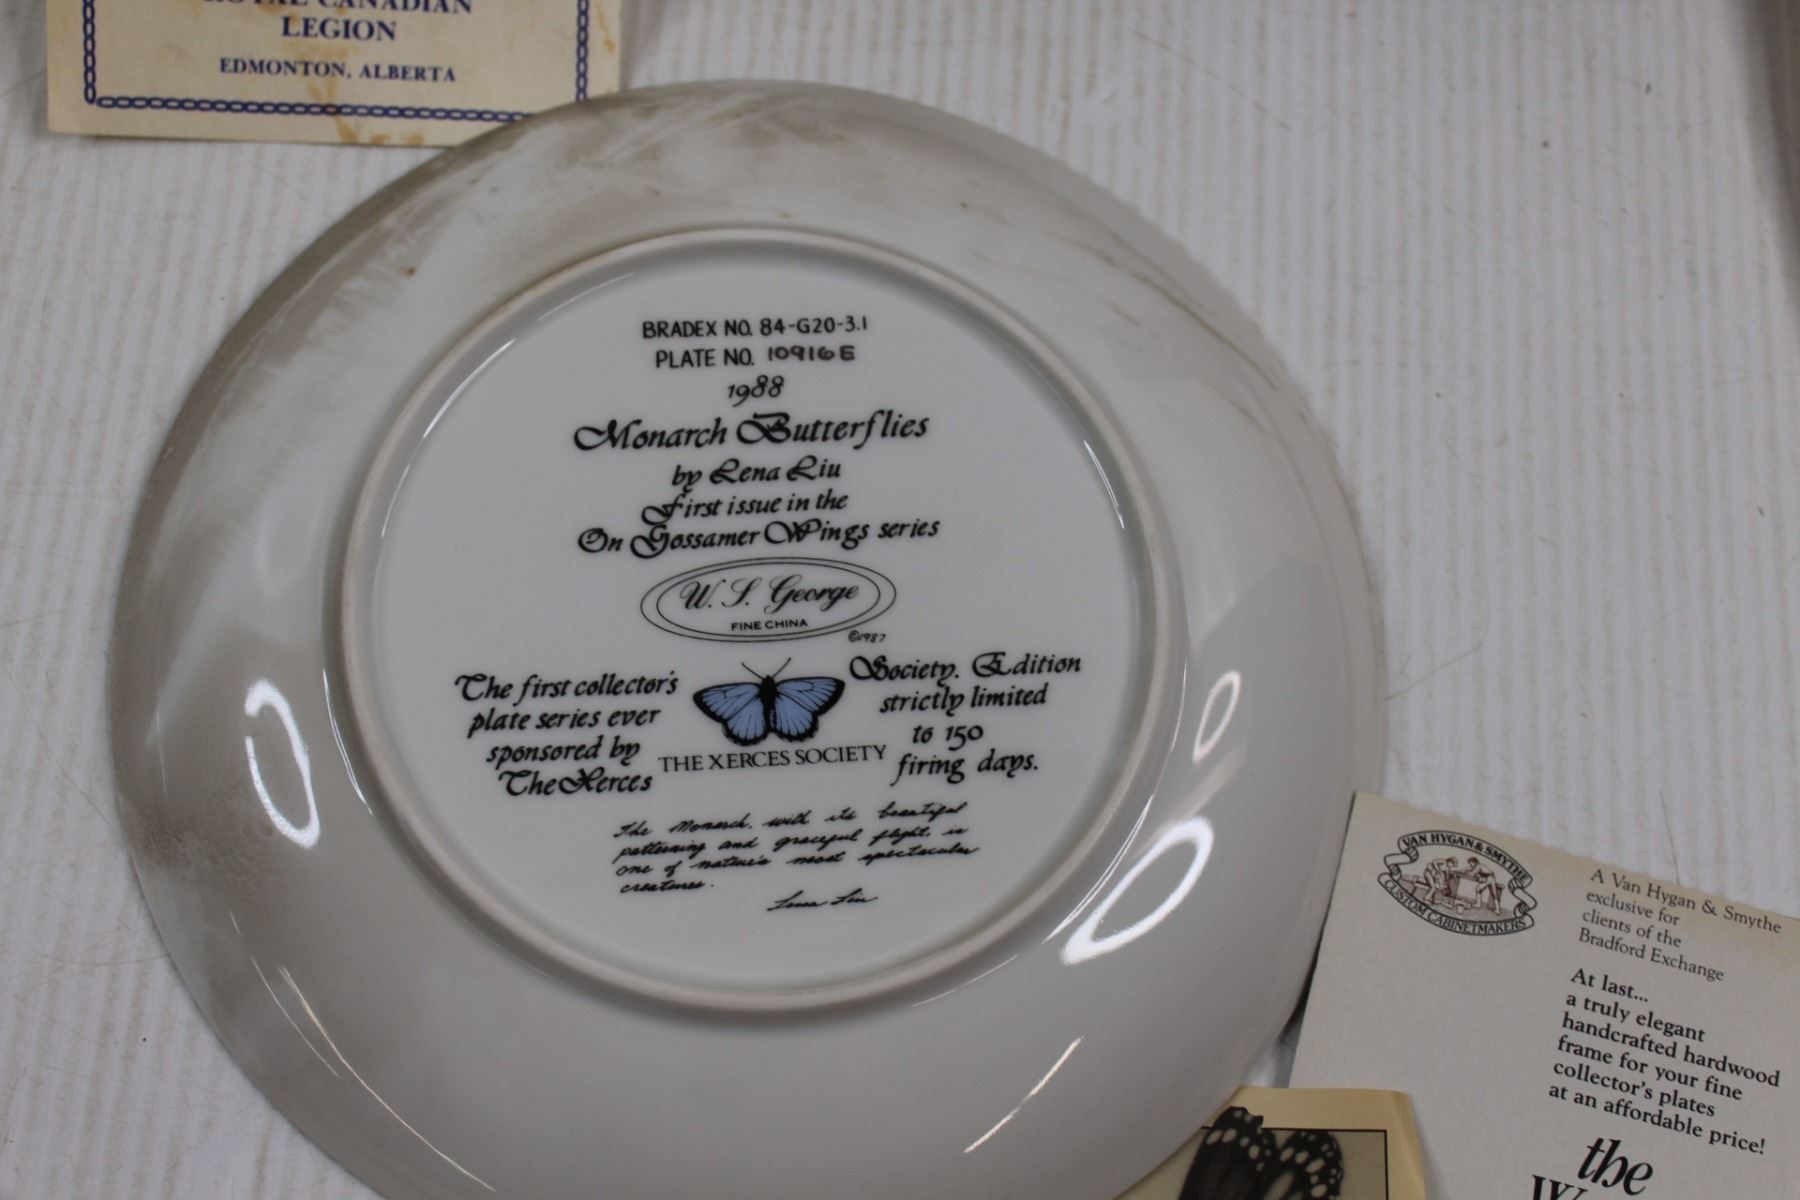 ROYAL CANADIAN
LEGION
EDMONTON, ALBERTA
BRADEX NO. 84-G20-3.1
PLATE NO. 10916E
1988
Monarch Butterflies
by Lena Liu
First issue in the
On Gossamer Wings series
W. S. George
FINE CHINA
©1987
The first collector's
plate series ever
sponsored by
The Xerces
THE XERCES SOCIETY
Society. Edition
strictly limited
to 150
firing days.
The Monarch, with its beautiful
patterning and graceful flight, is
one of nature's most spectacular
creatures.
Lena Liu
VAN HYGAN & SMYTHE
CUSTOM CABINETMAKERS
A Van Hygan & Smythe
exclusive for
clients of the
Bradford Exchange
At last...
a truly elegant
handcrafted hardwood
frame for your fine
collector's plates
at an affordable price!
the